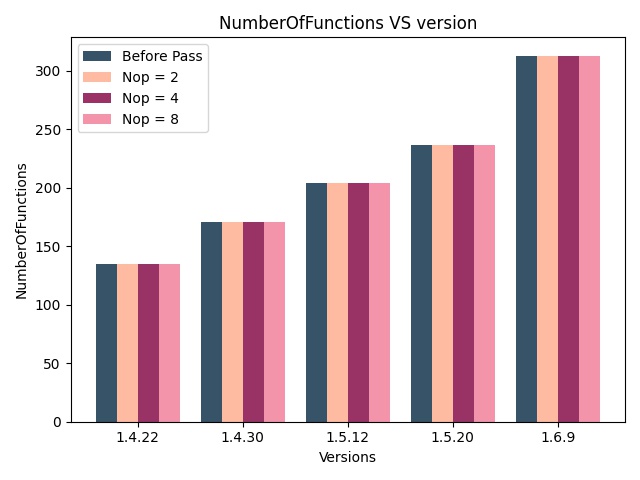 NumberOfFunctions VS version
Before Pass
Nop = 2
Nop = 4
Nop = 8
NumberOfFunctions
300
250
200
150
100
50
0
1.4.22 1.4.30 1.5.12 1.5.20 1.6.9
Versions